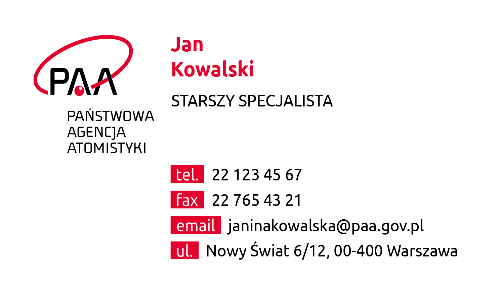 PAA
PAŃSTWOWA
AGENCJA
ATOMISTYKI
Jan
Kowalski
STARSZY SPECJALISTA
tel. 22 123 45 67
fax 22 765 43 21
email janinakowalska@paa.gov.pl
ul. Nowy Świat 6/12, 00-400 Warszawa